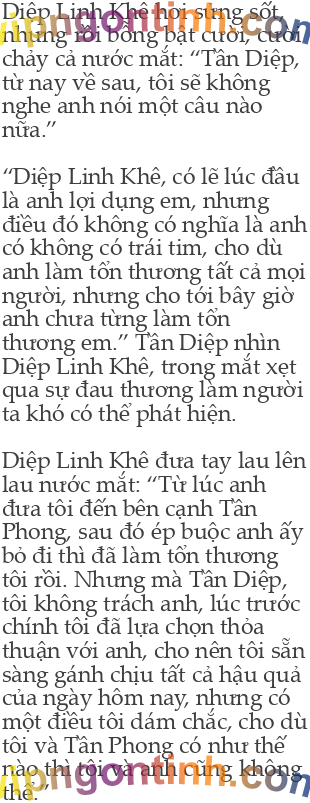 Diệp Linh Khê hơi sững sốt,
nhưng rồi bỗng bật cười, cười
chảy cả nước mắt: “Tần Diệp,
từ nay về sau, tôi sẽ không
nghe anh nói một câu nào
nữa.”
“Diệp Linh Khê, có lẽ lúc đầu
là anh lợi dụng em, nhưng
điều đó không có nghĩa là anh
có không có trái tim, cho dù
anh làm tổn thương tất cả mọi
người, nhưng cho tới bây giờ
anh chưa từng làm tổn
thương em.” Tần Diệp nhìn
Diệp Linh Khê, trong mắt xẹt
qua sự đau thương làm người
ta khó có thể phát hiện.
Diệp Linh Khê đưa tay lau lên
lau nước mắt: “Từ lúc anh
đưa tôi đến bên cạnh Tần
Phong, sau đó ép buộc anh ấy
bỏ đi thì đã làm tổn thương
tôi rồi. Nhưng mà Tần Diệp,
tôi không trách anh, lúc trước
chính tôi đã lựa chọn thỏa
thuận với anh, cho nên tôi sẵn
sàng gánh chịu tất cả hậu quả
của ngày hôm nay, nhưng có
một điều tôi dám chắc, cho dù
tôi và Tần Phong có như thế
nào thì tôi và anh cũng không
thể.”